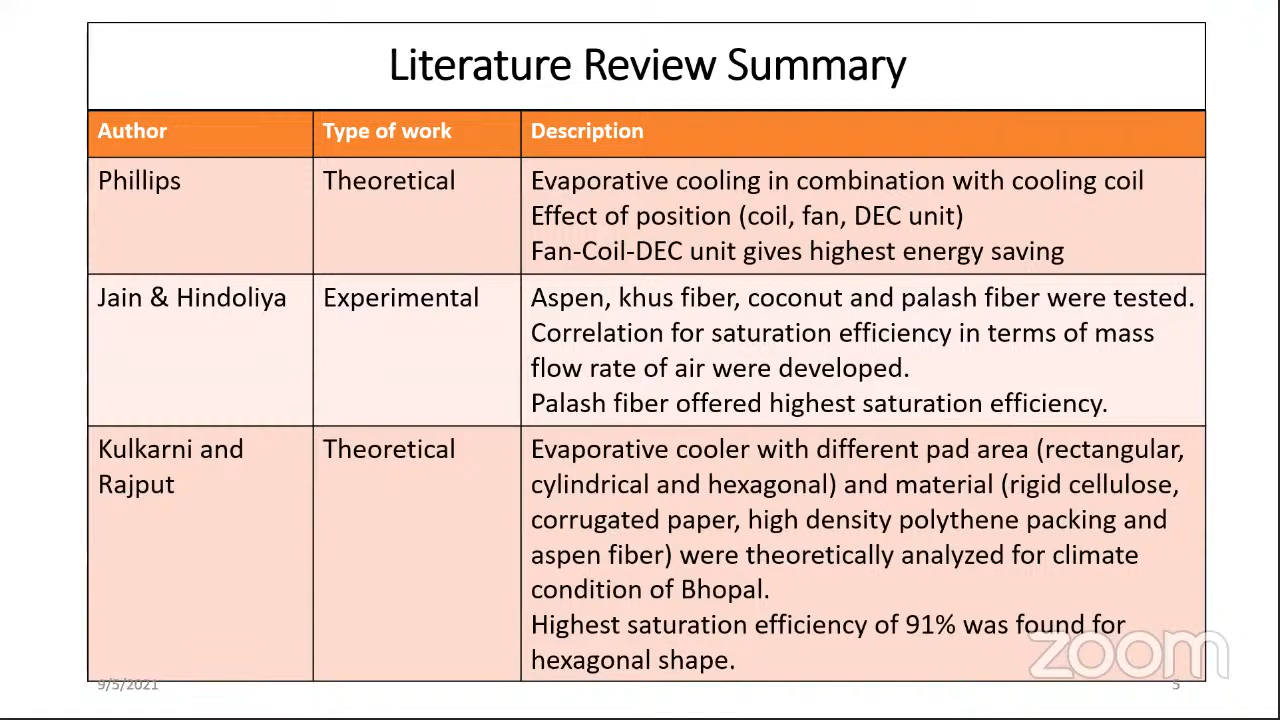 Literature Review Summary
Author
Type of work
Description
Phillips
Theoretical
Evaporative cooling in combination with cooling coil
Effect of position (coil, fan, DEC unit)
Fan-Coil-DEC unit gives highest energy saving
Jain & Hindoliya
Experimental
Aspen, khus fiber, coconut and palash fiber were tested.
Correlation for saturation efficiency in terms of mass
flow rate of air were developed.
Palash fiber offered highest saturation efficiency.
Kulkarni and
Rajput
Theoretical
Evaporative cooler with different pad area (rectangular,
cylindrical and hexagonal) and material (rigid cellulose,
corrugated paper, high density polythene packing and
aspen fiber) were theoretically analyzed for climate
condition of Bhopal.
Highest saturation efficiency of 91% was found for
hexagonal shape.
zoom
9/5/2021
5